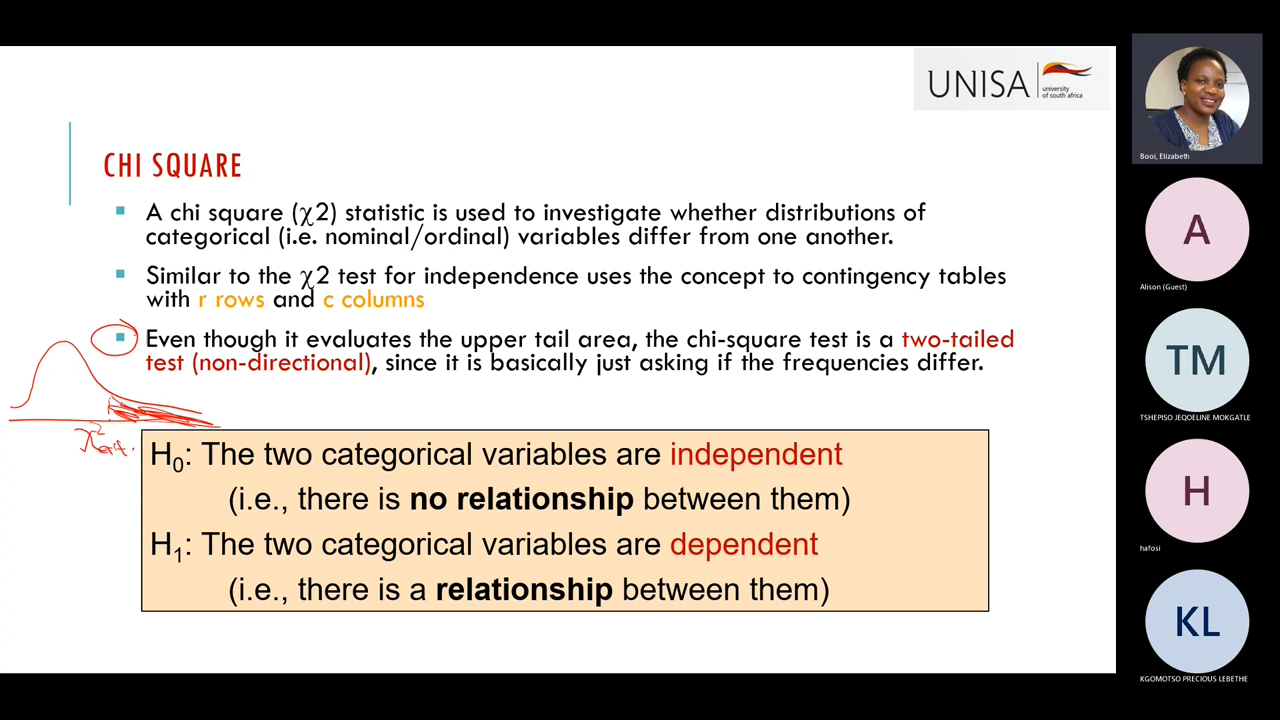 UNISA
university
of south africa
CHI SQUARE
A chi square (χ2) statistic is used to investigate whether distributions of
categorical (i.e. nominal/ordinal) variables differ from one another.
Similar to the χ2 test for independence uses the concept to contingency tables
with r rows and c columns
Even though it evaluates the upper tail area, the chi-square test is a two-tailed
test (non-directional), since it is basically just asking if the frequencies differ.
χ²crit.
H₀: The two categorical variables are independent
(i.e., there is no relationship between them)
H₁: The two categorical variables are dependent
(i.e., there is a relationship between them)
Booi, Elizabeth
A
Alison (Guest)
TM
TSHEPISO JEQOELINE MOKGATLE
H
hafosi
KL
KGOMOTSO PRECIOUS LEBETHE